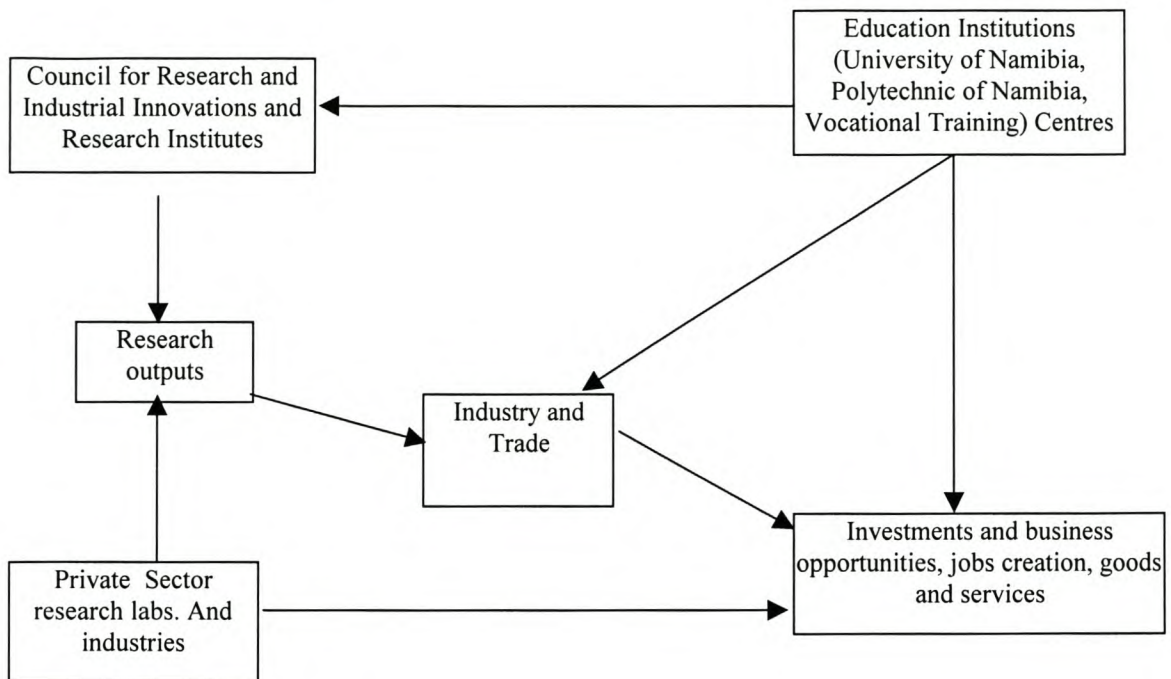 Council for Research and
Industrial Innovations and
Research Institutes
Education Institutions
(University of Namibia,
Polytechnic of Namibia,
Vocational Training) Centres
Research
outputs
Industry and
Trade
Private Sector
research labs. And
industries
Investments and business
opportunities, jobs creation, goods
and services